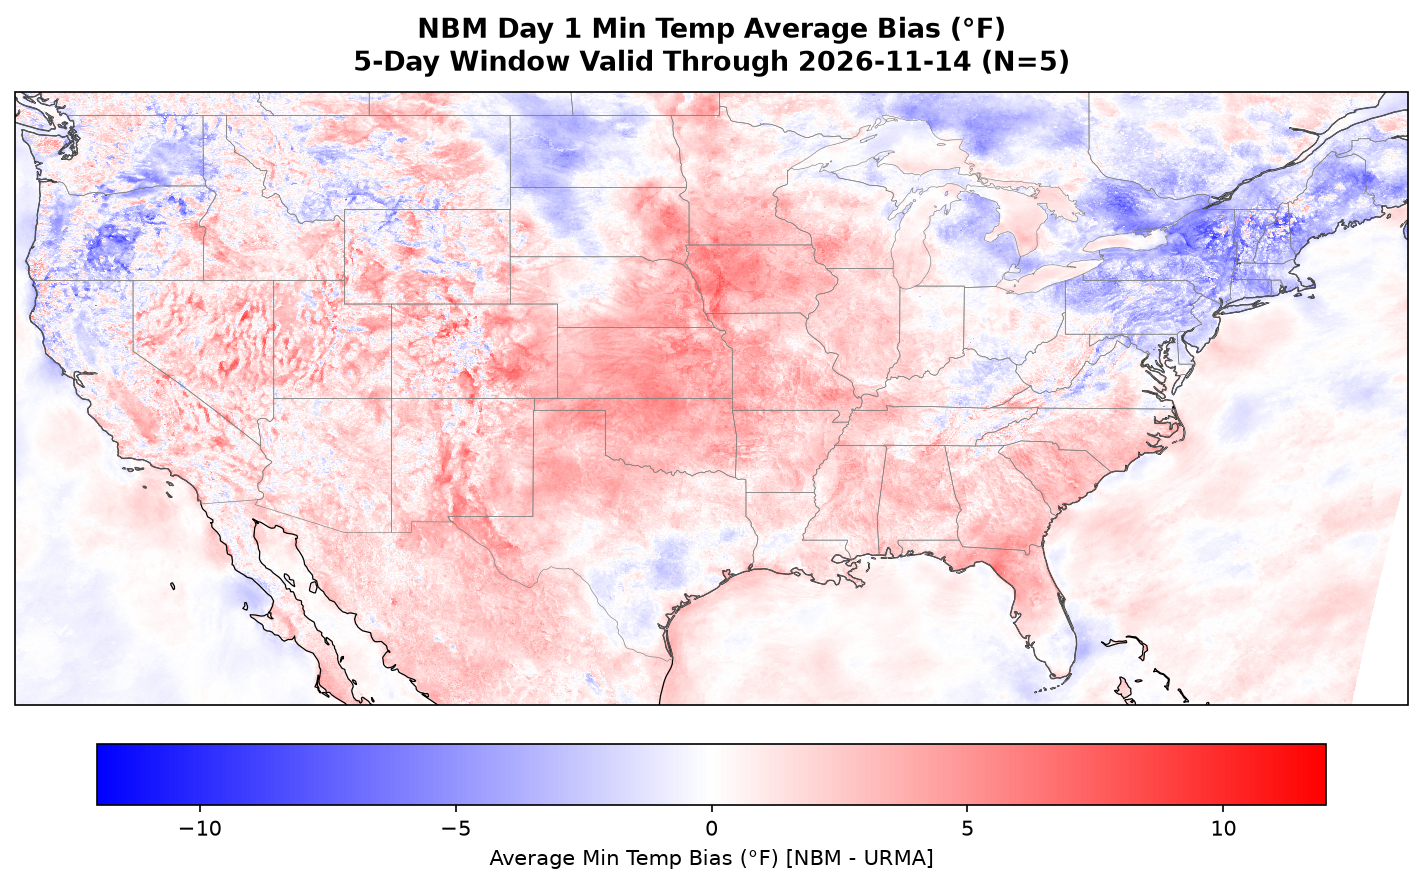 NBM Day 1 Min Temp Average Bias (°F)
5-Day Window Valid Through 2026-11-14 (N=5)
−10 −5 0 5 10
Average Min Temp Bias (°F) [NBM - URMA]